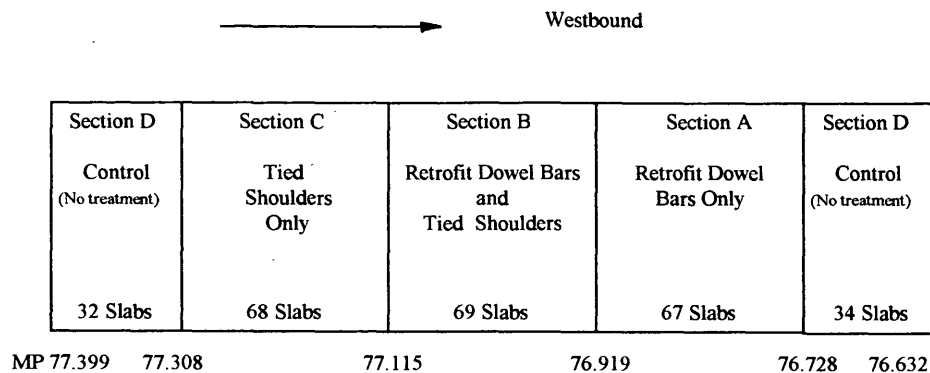 Westbound
Section D
Control
(No treatment)
32 Slabs
Section C
Tied
Shoulders
Only
68 Slabs
Section B
Retrofit Dowel Bars
and
Tied Shoulders
69 Slabs
Section A
Retrofit Dowel
Bars Only
67 Slabs
Section D
Control
(No treatment)
34 Slabs
MP 77.399 77.308 77.115 76.919 76.728 76.632